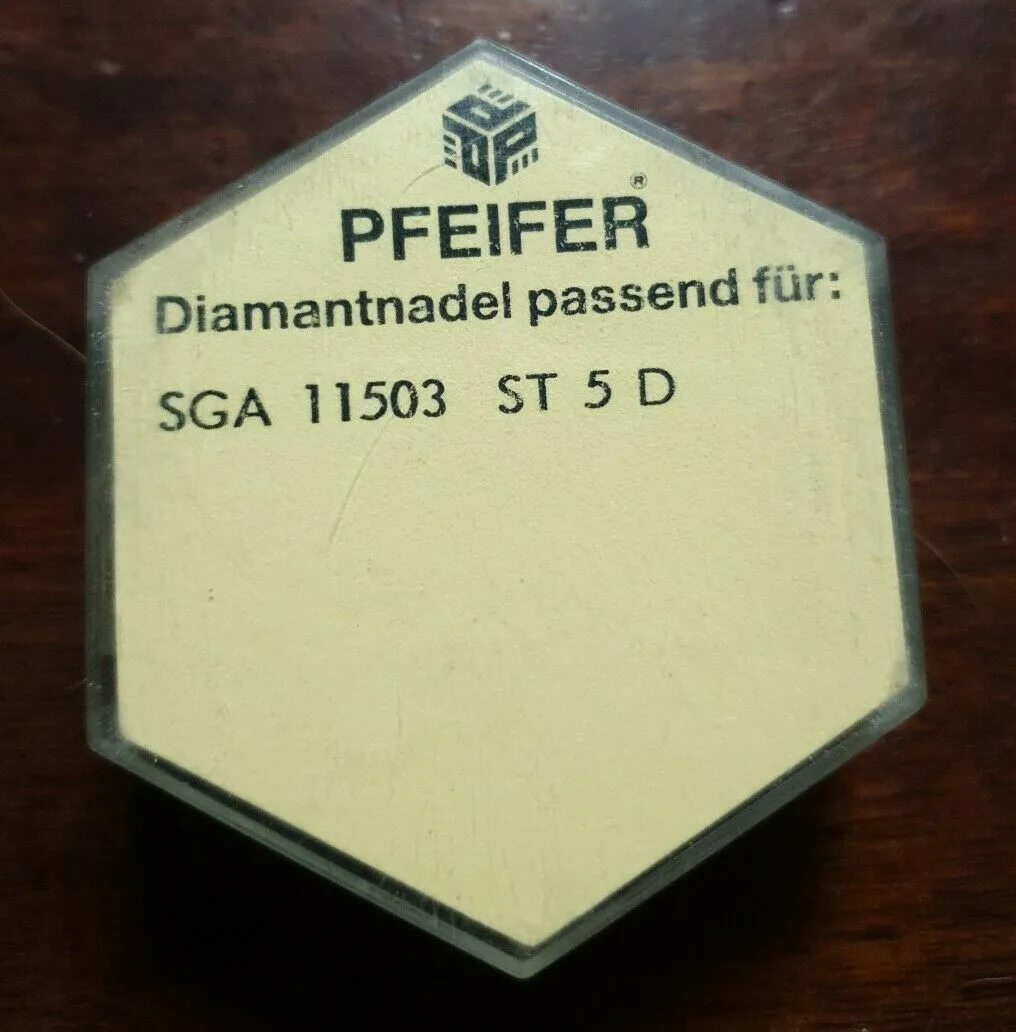 PFEIFER®
Diamantnadel passend für:
SGA 11503 ST 5 D